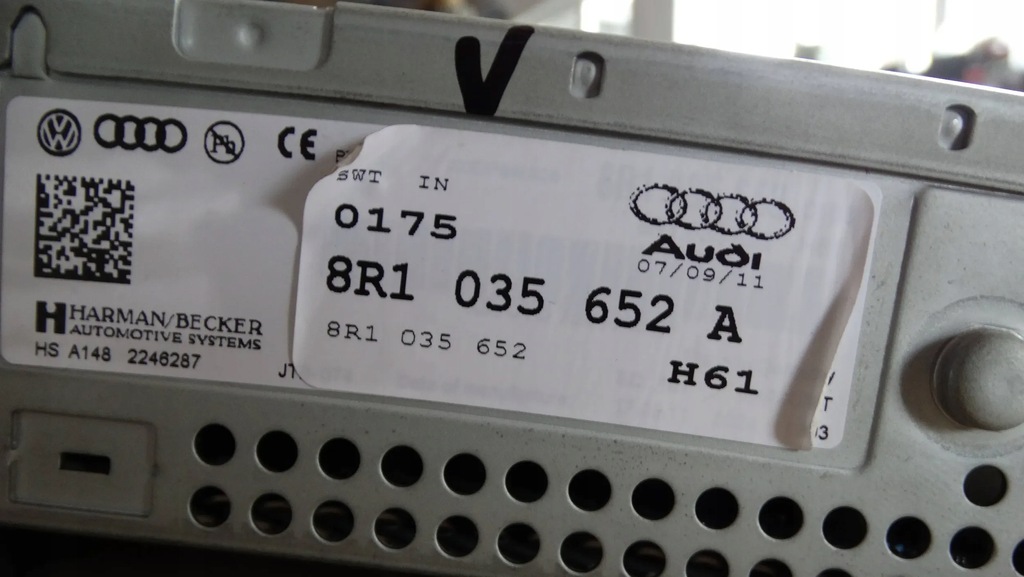 V
CE
SWT IN
0175
Audi
07/09/11
8R1 035 652 A
8R1 035 652
H61
HARMAN/BECKER
AUTOMOTIVE SYSTEMS
HS A148 2246287